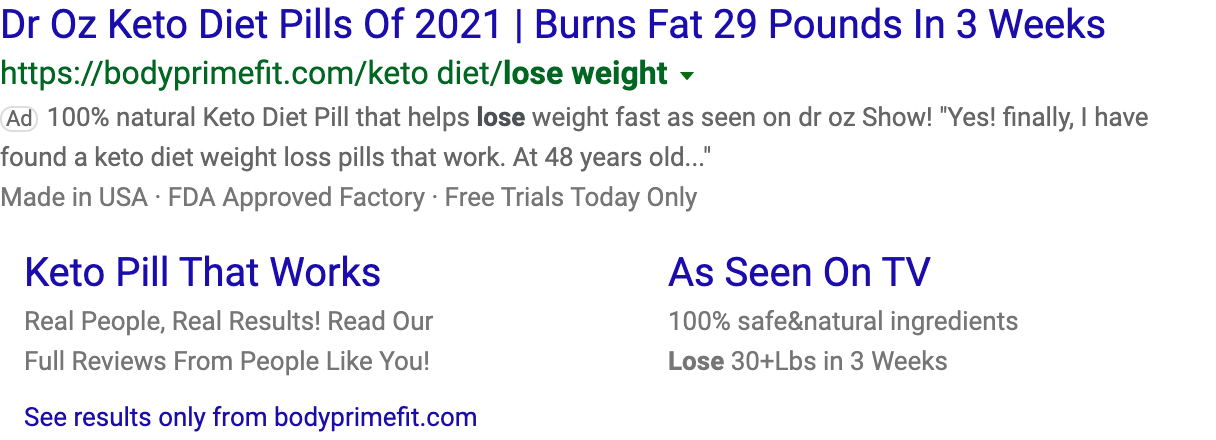 Dr Oz Keto Diet Pills Of 2021 | Burns Fat 29 Pounds In 3 Weeks
https://bodyprimefit.com/keto diet/lose weight
Ad 100% natural Keto Diet Pill that helps lose weight fast as seen on dr oz Show! "Yes! finally, I have
found a keto diet weight loss pills that work. At 48 years old..."
Made in USA · FDA Approved Factory · Free Trials Today Only
Keto Pill That Works
Real People, Real Results! Read Our
Full Reviews From People Like You!
As Seen On TV
100% safe&natural ingredients
Lose 30+Lbs in 3 Weeks
See results only from bodyprimefit.com